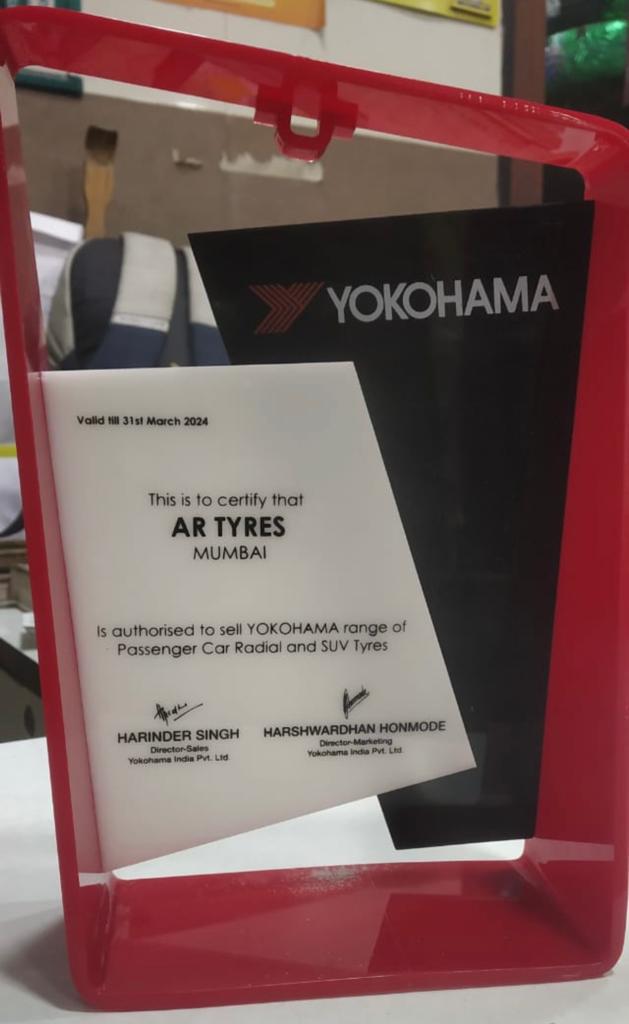 YOKOHAMA
Valid till 31st March 2024
This is to certify that
AR TYRES
MUMBAI
Is authorised to sell YOKOHAMA range of
Passenger Car Radial and SUV Tyres
HARINDER SINGH
Director-Sales
Yokohama India Pvt. Ltd
HARSHWARDHAN HONMODE
Director-Marketing
Yokohama India Pvt. Ltd